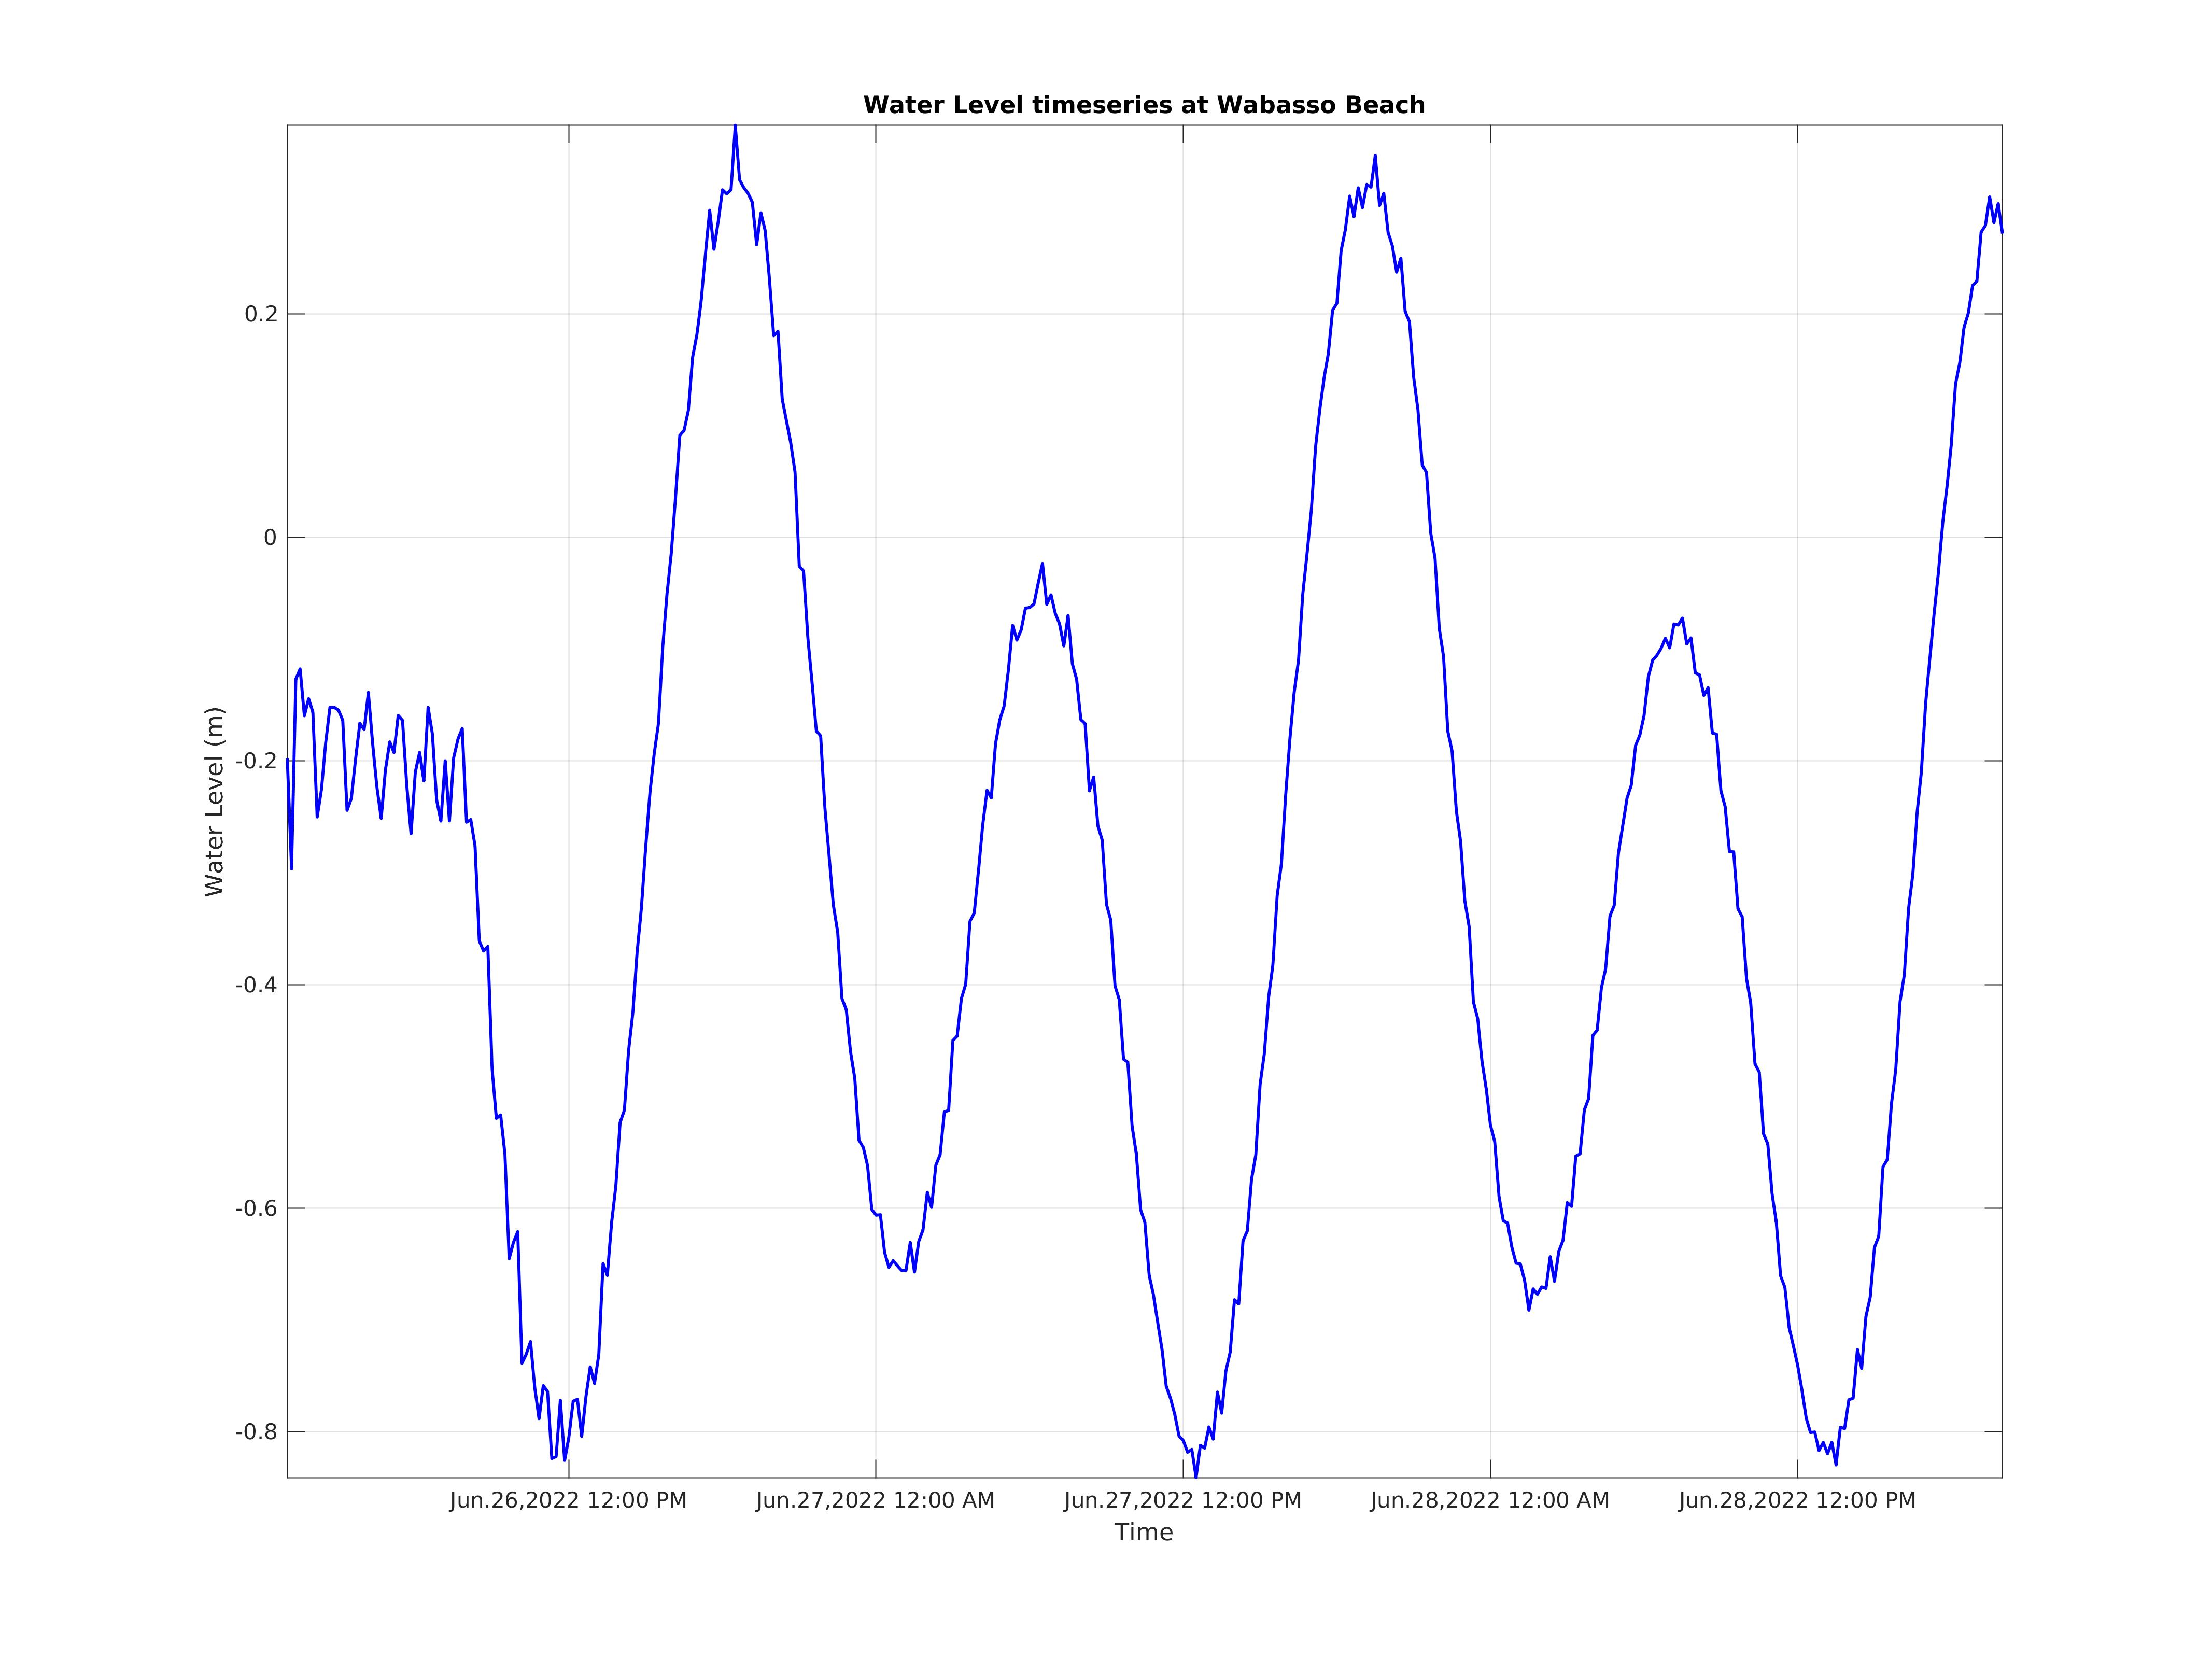 Water Level timeseries at Wabasso Beach
0.2
0
-0.2
-0.4
-0.6
-0.8
Water Level (m)
Jun.26,2022 12:00 PM
Jun.27,2022 12:00 AM
Jun.27,2022 12:00 PM
Jun.28,2022 12:00 AM
Jun.28,2022 12:00 PM
Time